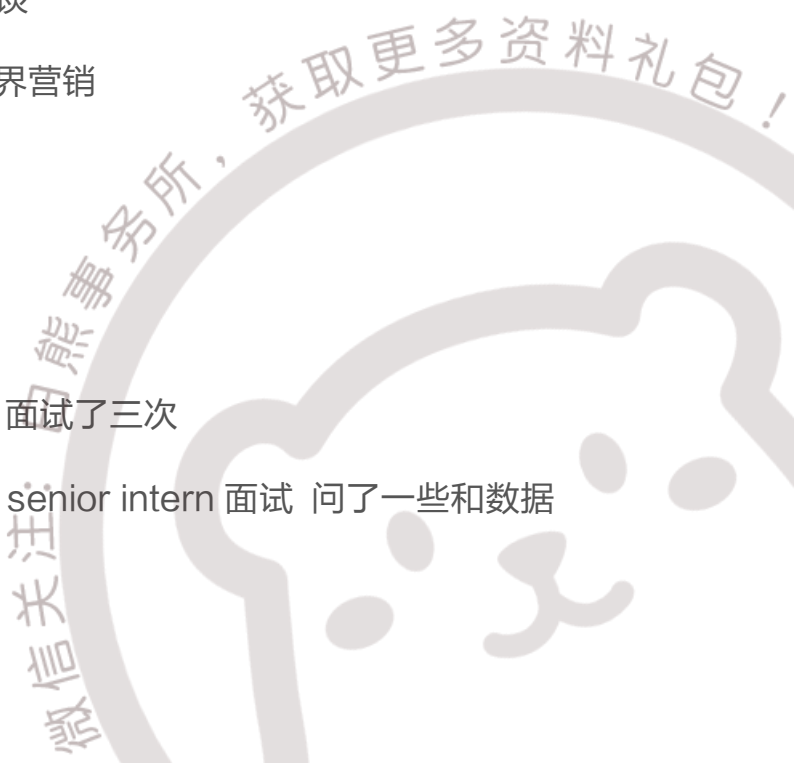 谈
界营销
面试了三次
senior intern 面试 问了一些和数据
微信关注：白熊事务所，获取更多资料礼包！